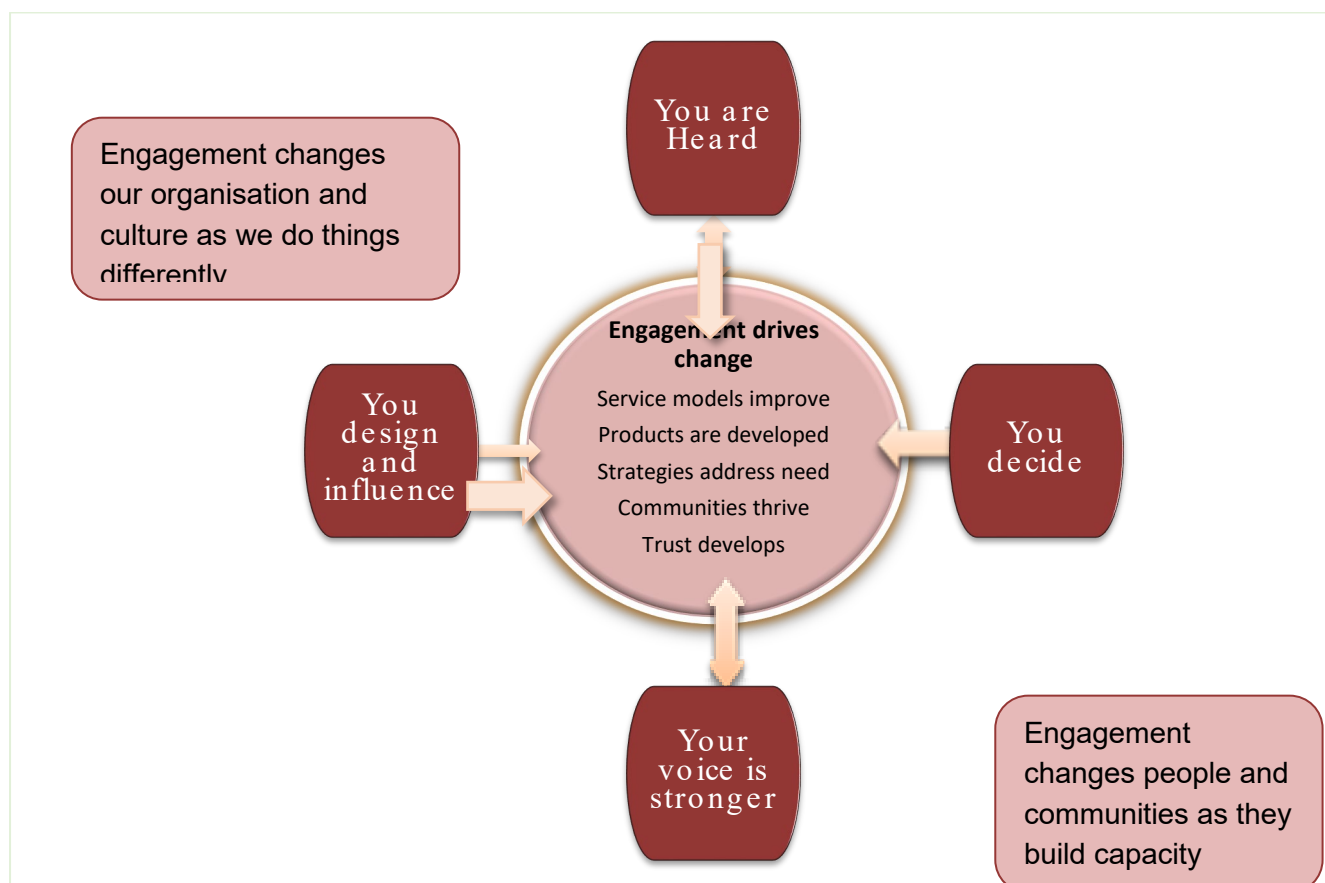 You are
Heard
Engagement changes
our organisation and
culture as we do things
differently
Engagement drives
change
Service models improve
Products are developed
Strategies address need
Communities thrive
Trust develops
You
design
and
influence
You
decide
Your
voice is
stronger
Engagement
changes people and
communities as they
build capacity